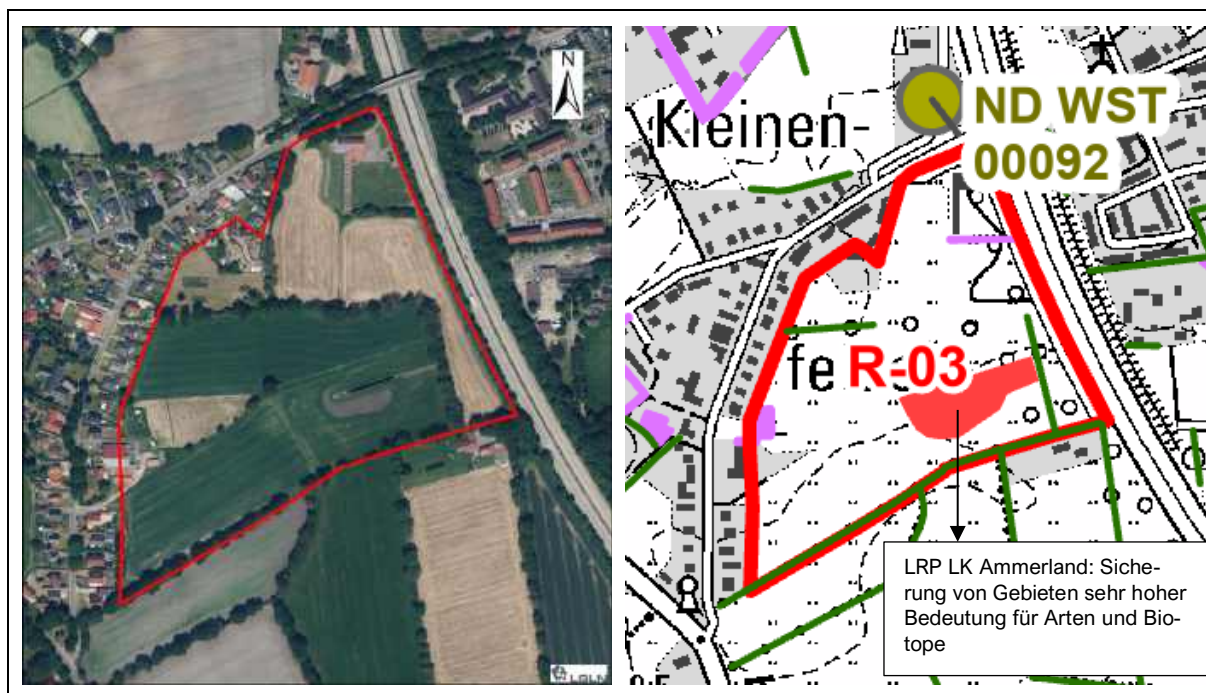 N
LGLN
Kleinen-
ND WST
00092
fe R-03
LRP LK Ammerland: Siche-
rung von Gebieten sehr hoher
Bedeutung für Arten und Bio-
tope